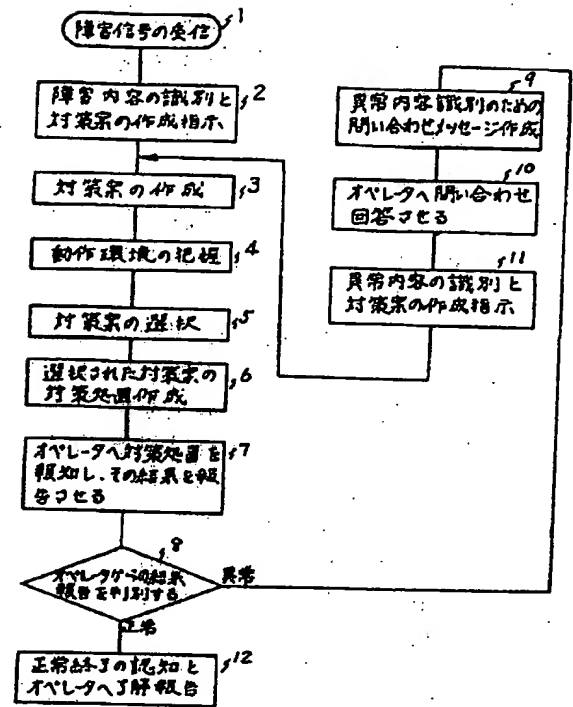 障害信号の受信
1
障害内容の識別と
対策案の作成指示
2
対策案の作成
3
動作環境の把握
4
対策案の選択
5
選択された対策案の
対策処置作成
6
オペレータへ対策処置を
報知し、その結果を報
告させる
7
オペレータからの結果
報告を判別する
8
異常
正常
正常終了の認知と
オペレータへ了解報告
12
異常内容識別のための
問い合わせメッセージ作成
9
オペレータへ問い合わせ
回答させる
10
異常内容の識別と
対策案の作成指示
11